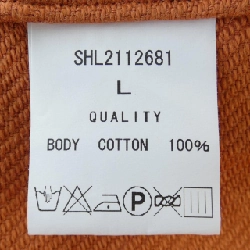 SHL2112681
L
QUALITY
BODY COTTON 100%
P